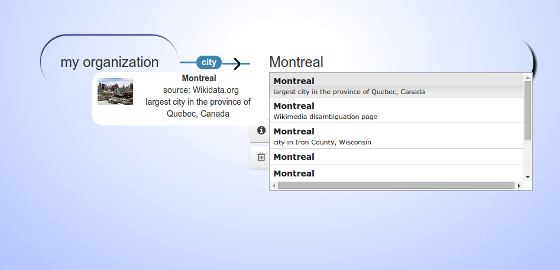 my organization
city
Montreal
Montreal
source: Wikidata.org
largest city in the province of
Quebec, Canada
Montreal
largest city in the province of Quebec, Canada
Montreal
Wikimedia disambiguation page
Montreal
city in Iron County, Wisconsin
Montreal
Montreal